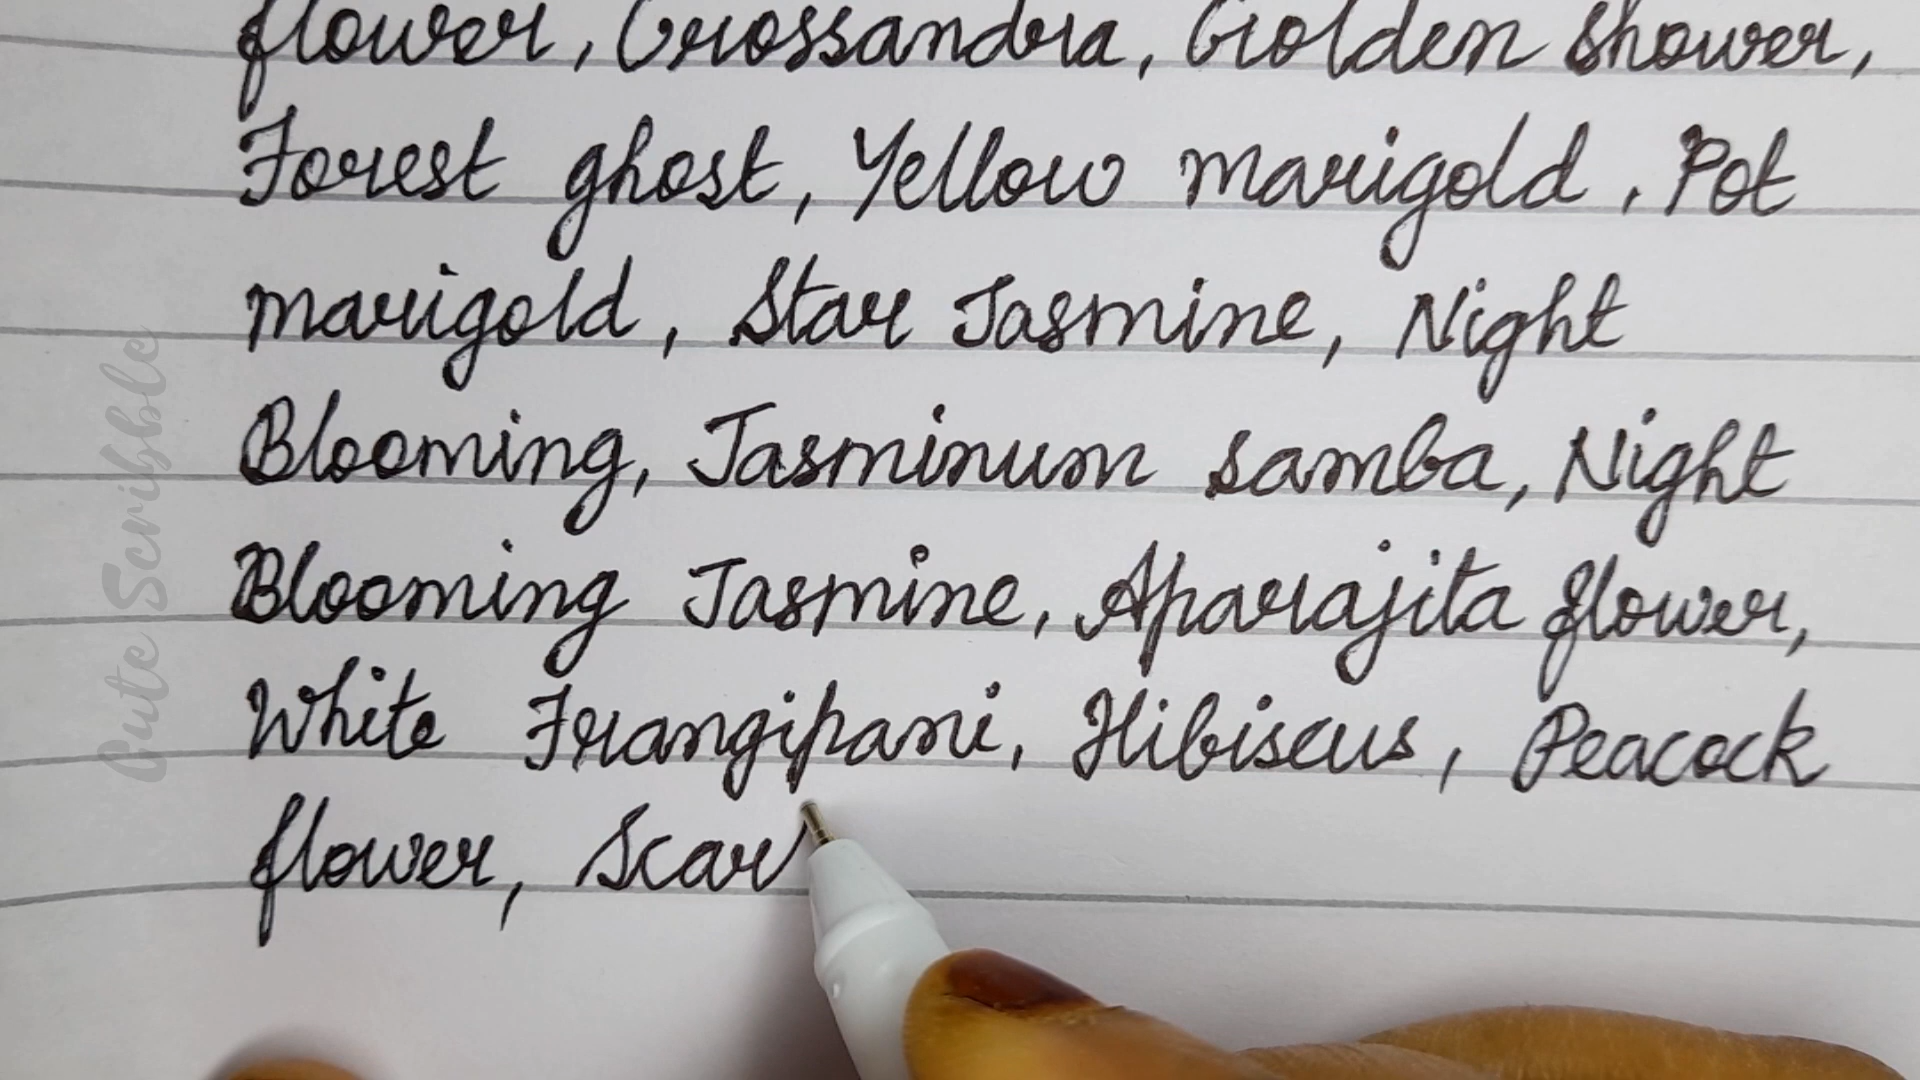 flower, Crossandra, Golden shower,
Forest ghost, Yellow marigold, Pot
marigold, Star Jasmine, Night
Blooming, Jasminum samba, Night
Blooming Jasmine, Aparajita flower,
White Frangipani, Hibiscus, Peacock
flower, Scar
Cute Scribble